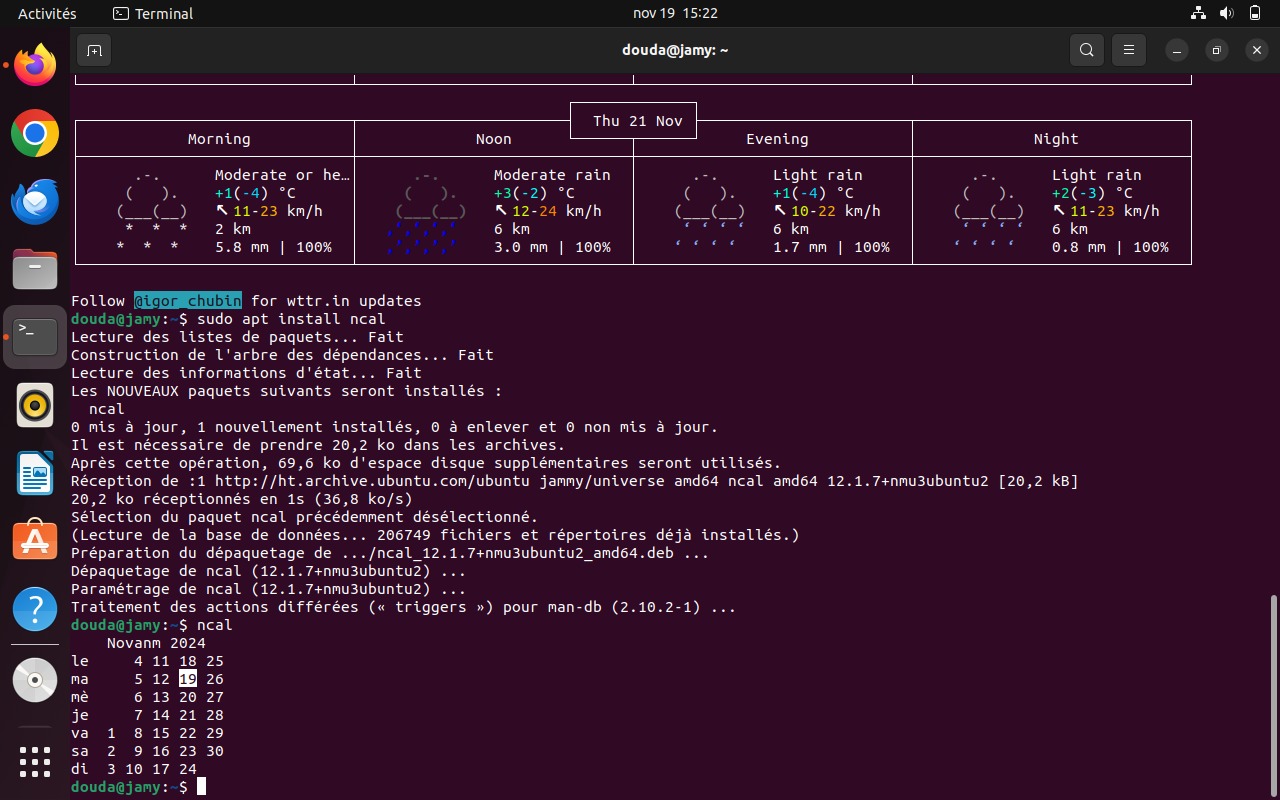 Activités Terminal nov 19 15:22
douda@jamy: ~
Thu 21 Nov
Morning Noon Evening Night
Moderate or he… Moderate rain Light rain Light rain
+1(-4) °C +3(-2) °C +1(-4) °C +2(-3) °C
↖ 11-23 km/h ↖ 12-24 km/h ↖ 10-22 km/h ↖ 11-23 km/h
2 km 6 km 6 km 6 km
5.8 mm | 100% 3.0 mm | 100% 1.7 mm | 100% 0.8 mm | 100%
Follow @igor_chubin for wttr.in updates
douda@jamy:~$ sudo apt install ncal
Lecture des listes de paquets... Fait
Construction de l'arbre des dépendances... Fait
Lecture des informations d'état... Fait
Les NOUVEAUX paquets suivants seront installés :
ncal
0 mis à jour, 1 nouvellement installés, 0 à enlever et 0 non mis à jour.
Il est nécessaire de prendre 20,2 ko dans les archives.
Après cette opération, 69,6 ko d'espace disque supplémentaires seront utilisés.
Réception de :1 http://ht.archive.ubuntu.com/ubuntu jammy/universe amd64 ncal amd64 12.1.7+nmu3ubuntu2 [20,2 kB]
20,2 ko réceptionnés en 1s (36,8 ko/s)
Sélection du paquet ncal précédemment désélectionné.
(Lecture de la base de données... 206749 fichiers et répertoires déjà installés.)
Préparation du dépaquetage de .../ncal_12.1.7+nmu3ubuntu2_amd64.deb ...
Dépaquetage de ncal (12.1.7+nmu3ubuntu2) ...
Paramétrage de ncal (12.1.7+nmu3ubuntu2) ...
Traitement des actions différées (« triggers ») pour man-db (2.10.2-1) ...
douda@jamy:~$ ncal
Novanm 2024
le 4 11 18 25
ma 5 12 19 26
mè 6 13 20 27
je 7 14 21 28
va 1 8 15 22 29
sa 2 9 16 23 30
di 3 10 17 24
douda@jamy:~$